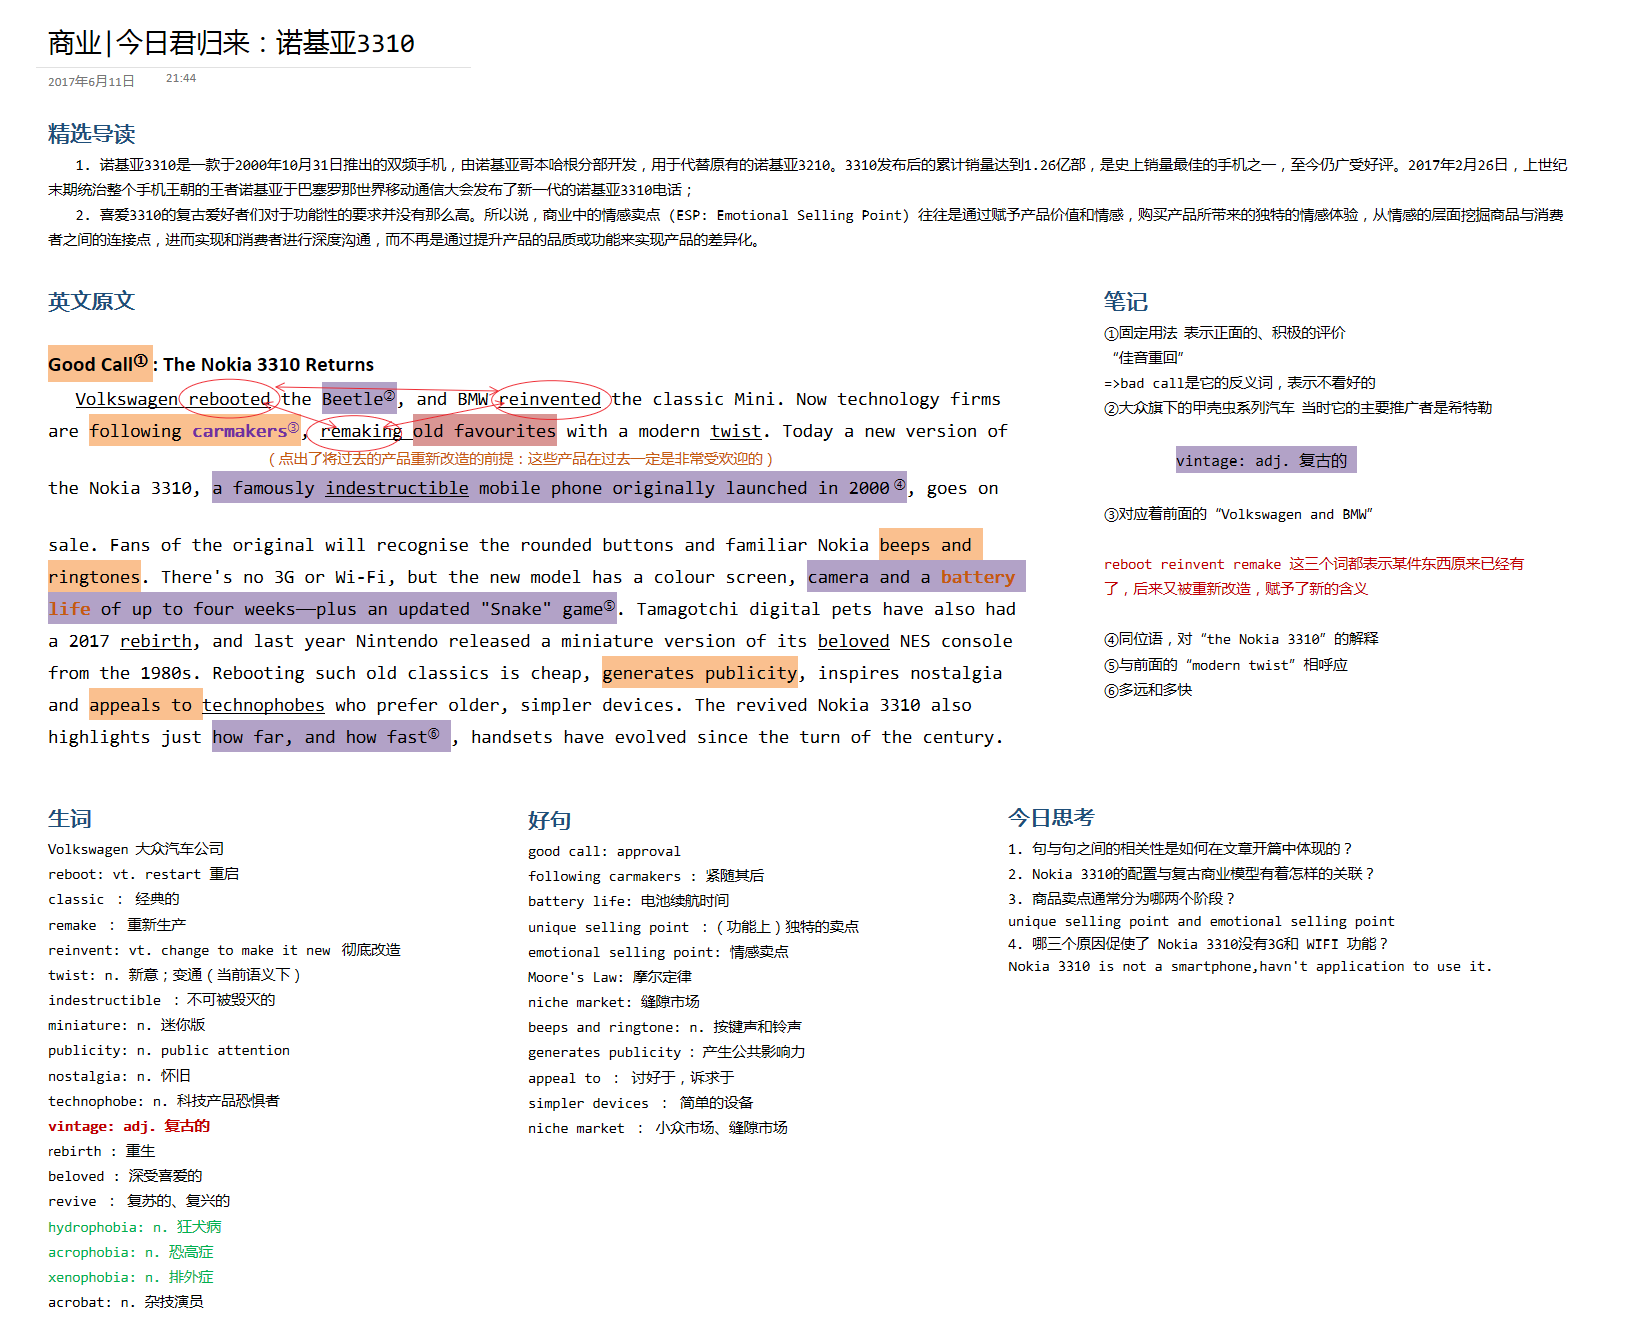 商业|今日君归来：诺基亚3310
2017年6月11日 21:44
精选导读
1. 诺基亚3310是一款于2000年10月31日推出的双频手机，由诺基亚哥本哈根分部开发，用于代替原有的诺基亚3210。3310发布后的累计销量达到1.26亿部，是史上销量最佳的手机之一，至今仍广受好评。2017年2月26日，上世纪
末期统治整个手机王朝的王者诺基亚于巴塞罗那世界移动通信大会发布了新一代的诺基亚3310电话；
2. 喜爱3310的复古爱好者们对于功能性的要求并没有那么高。所以说，商业中的情感卖点 (ESP: Emotional Selling Point) 往往是通过赋予产品价值和情感，购买产品所带来的独特的情感体验，从情感的层面挖掘商品与消费
者之间的连接点，进而实现和消费者进行深度沟通，而不再是通过提升产品的品质或功能来实现产品的差异化。
英文原文
Good Call① : The Nokia 3310 Returns
Volkswagen rebooted the Beetle②, and BMW reinvented the classic Mini. Now technology firms
are following carmakers③, remaking old favourites with a modern twist. Today a new version of
（点出了将过去的产品重新改造的前提：这些产品在过去一定是非常受欢迎的）
the Nokia 3310, a famously indestructible mobile phone originally launched in 2000④, goes on
sale. Fans of the original will recognise the rounded buttons and familiar Nokia beeps and
ringtones. There's no 3G or Wi-Fi, but the new model has a colour screen, camera and a battery
life of up to four weeks——plus an updated "Snake" game⑤. Tamagotchi digital pets have also had
a 2017 rebirth, and last year Nintendo released a miniature version of its beloved NES console
from the 1980s. Rebooting such old classics is cheap, generates publicity, inspires nostalgia
and appeals to technophobes who prefer older, simpler devices. The revived Nokia 3310 also
highlights just how far, and how fast⑥ , handsets have evolved since the turn of the century.
笔记
①固定用法 表示正面的、积极的评价
“佳音重回”
=>bad call是它的反义词，表示不看好的
②大众旗下的甲壳虫系列汽车 当时它的主要推广者是希特勒
vintage: adj. 复古的
③对应着前面的“Volkswagen and BMW”
reboot reinvent remake 这三个词都表示某件东西原来已经有
了，后来又被重新改造，赋予了新的含义
④同位语，对“the Nokia 3310”的解释
⑤与前面的“modern twist”相呼应
⑥多远和多快
生词
Volkswagen 大众汽车公司
reboot: vt. restart 重启
classic ： 经典的
remake ： 重新生产
reinvent: vt. change to make it new 彻底改造
twist: n. 新意；变通（当前语义下）
indestructible ：不可被毁灭的
miniature: n. 迷你版
publicity: n. public attention
nostalgia: n. 怀旧
technophobe: n. 科技产品恐惧者
vintage: adj. 复古的
rebirth : 重生
beloved : 深受喜爱的
revive ： 复苏的、复兴的
hydrophobia: n. 狂犬病
acrophobia: n. 恐高症
xenophobia: n. 排外症
acrobat: n. 杂技演员
好句
good call: approval
following carmakers : 紧随其后
battery life: 电池续航时间
unique selling point ：（功能上）独特的卖点
emotional selling point: 情感卖点
Moore's Law: 摩尔定律
niche market: 缝隙市场
beeps and ringtone: n. 按键声和铃声
generates publicity : 产生公共影响力
appeal to ： 讨好于，诉求于
simpler devices ： 简单的设备
niche market ： 小众市场、缝隙市场
今日思考
1. 句与句之间的相关性是如何在文章开篇中体现的？
2. Nokia 3310的配置与复古商业模型有着怎样的关联？
3. 商品卖点通常分为哪两个阶段？
unique selling point and emotional selling point
4. 哪三个原因促使了 Nokia 3310没有3G和 WIFI 功能？
Nokia 3310 is not a smartphone,havn't application to use it.